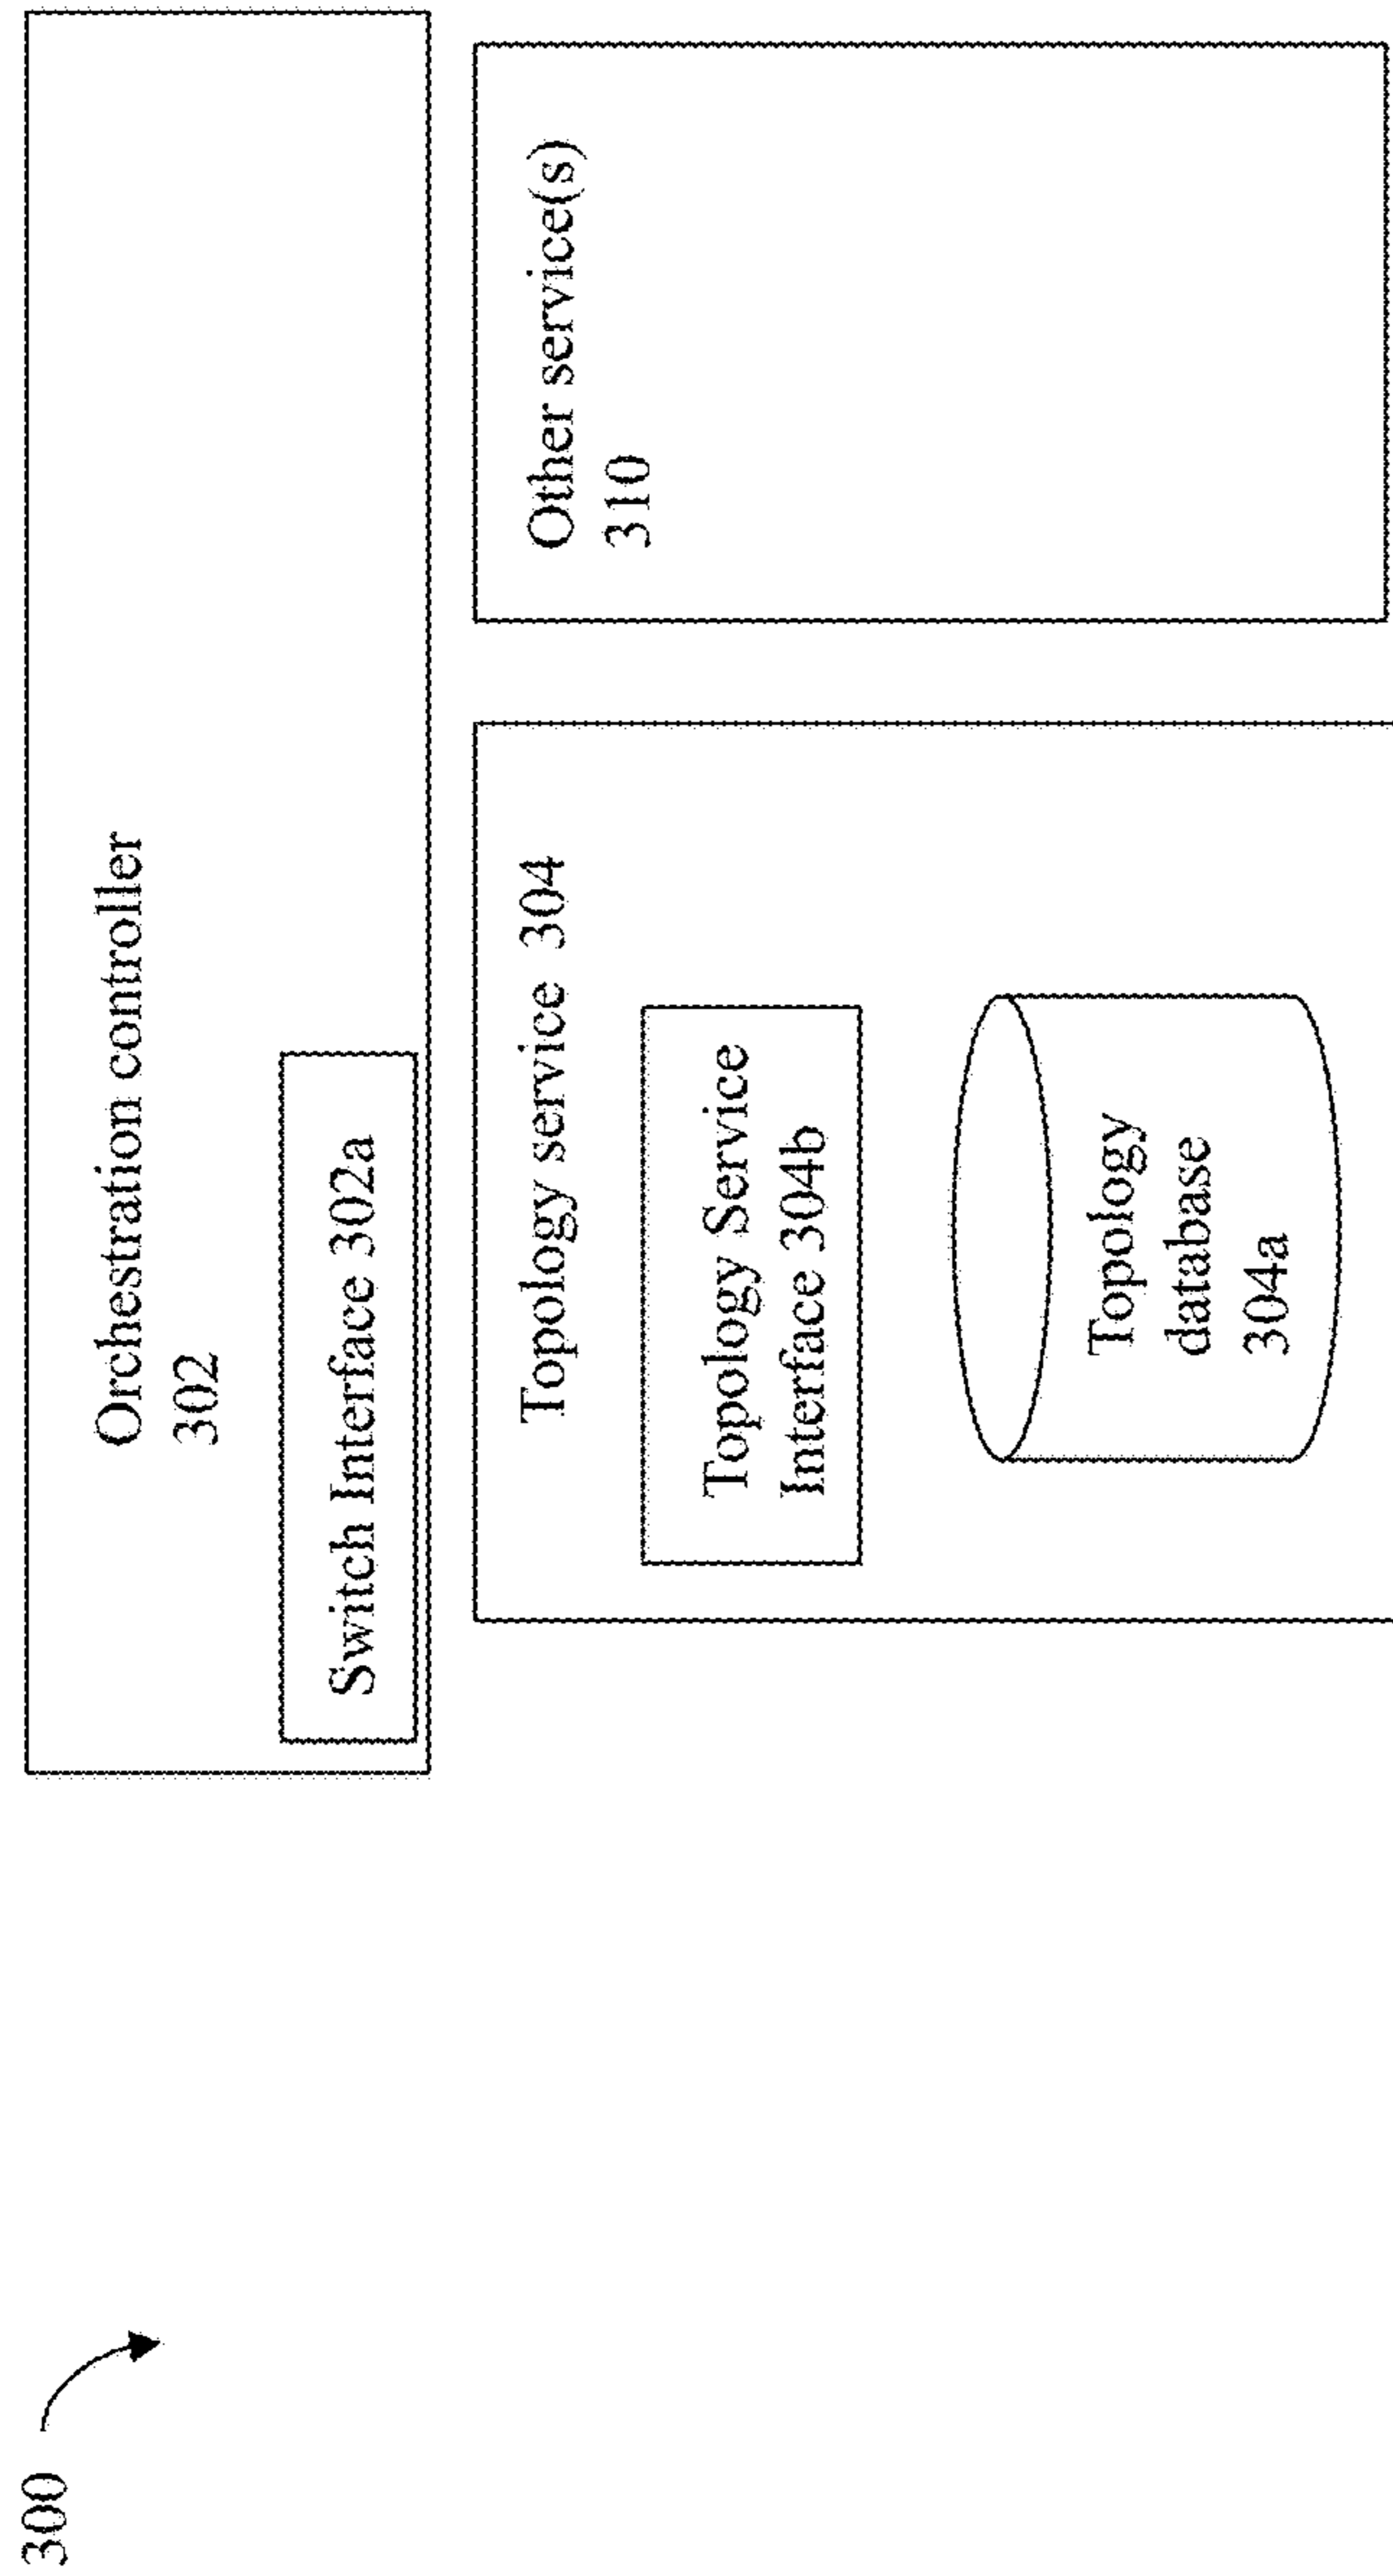 300
Orchestration controller
302
Switch Interface 302a
Topology service 304
Topology Service
Interface 304b
Topology
database
304a
Other service(s)
310